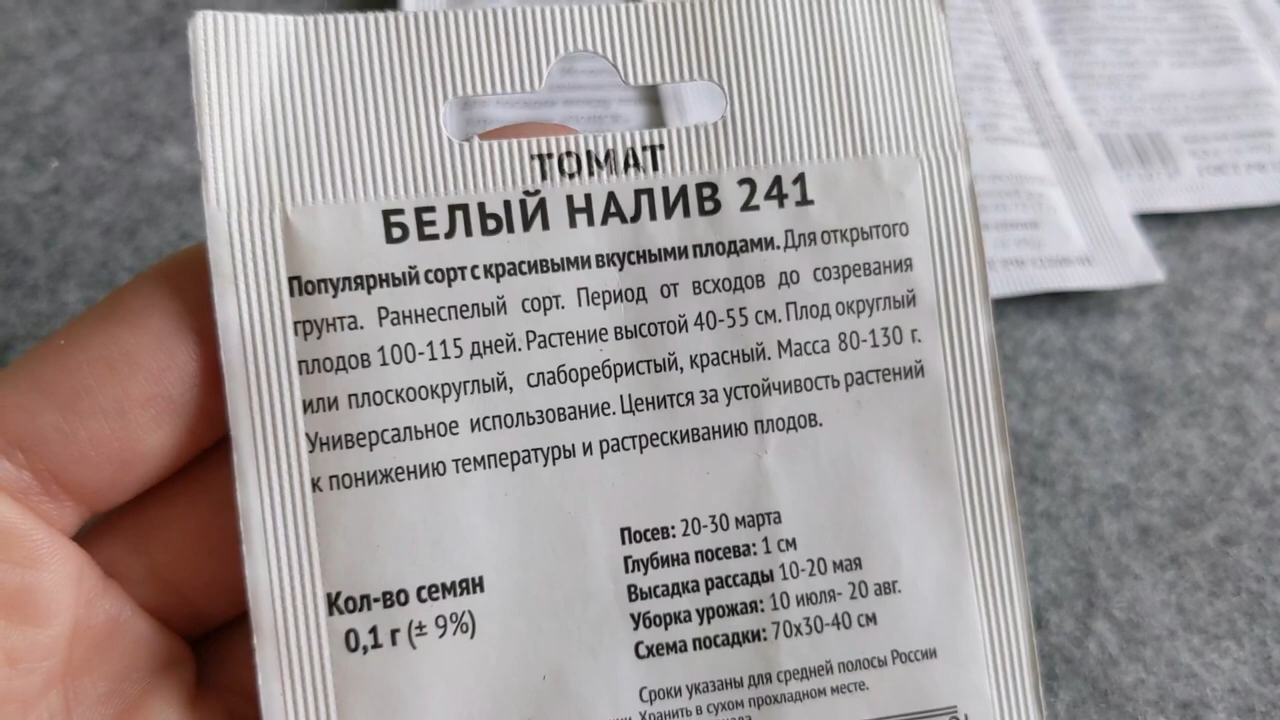 ТОМАТ
БЕЛЫЙ НАЛИВ 241
Популярный сорт с красивыми вкусными плодами. Для открытого
грунта. Раннеспелый сорт. Период от всходов до созревания
плодов 100-115 дней. Растение высотой 40-55 см. Плод округлый
или плоскоокруглый, слаборебристый, красный. Масса 80-130 г.
Универсальное использование. Ценится за устойчивость растений
к понижению температуры и растрескиванию плодов.
Кол-во семян
0,1 г (± 9%)
Посев: 20-30 марта
Глубина посева: 1 см
Высадка рассады 10-20 мая
Уборка урожая: 10 июля- 20 авг.
Схема посадки: 70х30-40 см
Сроки указаны для средней полосы России
Хранить в сухом прохладном месте.